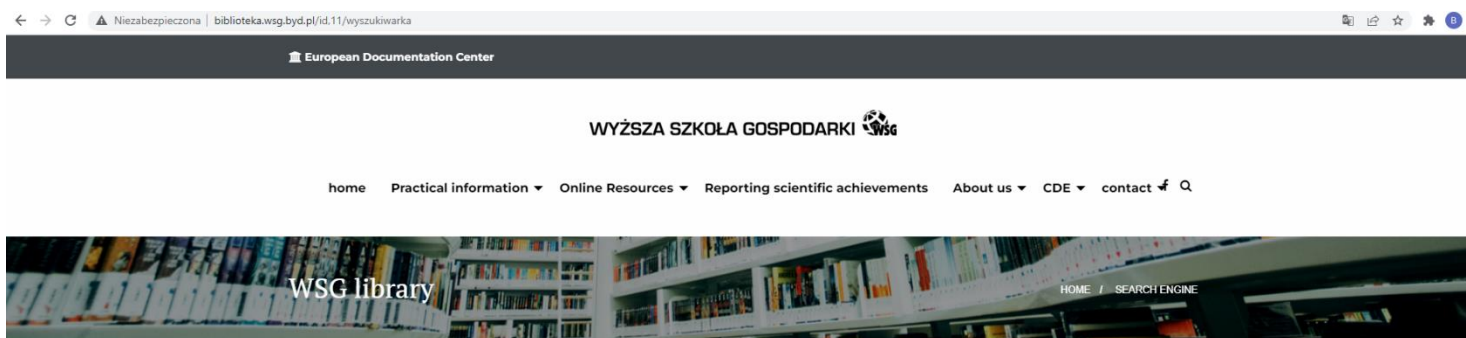 Niezabezpieczona | biblioteka.wsg.byd.pl/id,11/wyszukiwarka
B
European Documentation Center
WYŻSZA SZKOŁA GOSPODARKI WSG
home Practical information Online Resources Reporting scientific achievements About us CDE contact
WSG library
HOME / SEARCH ENGINE